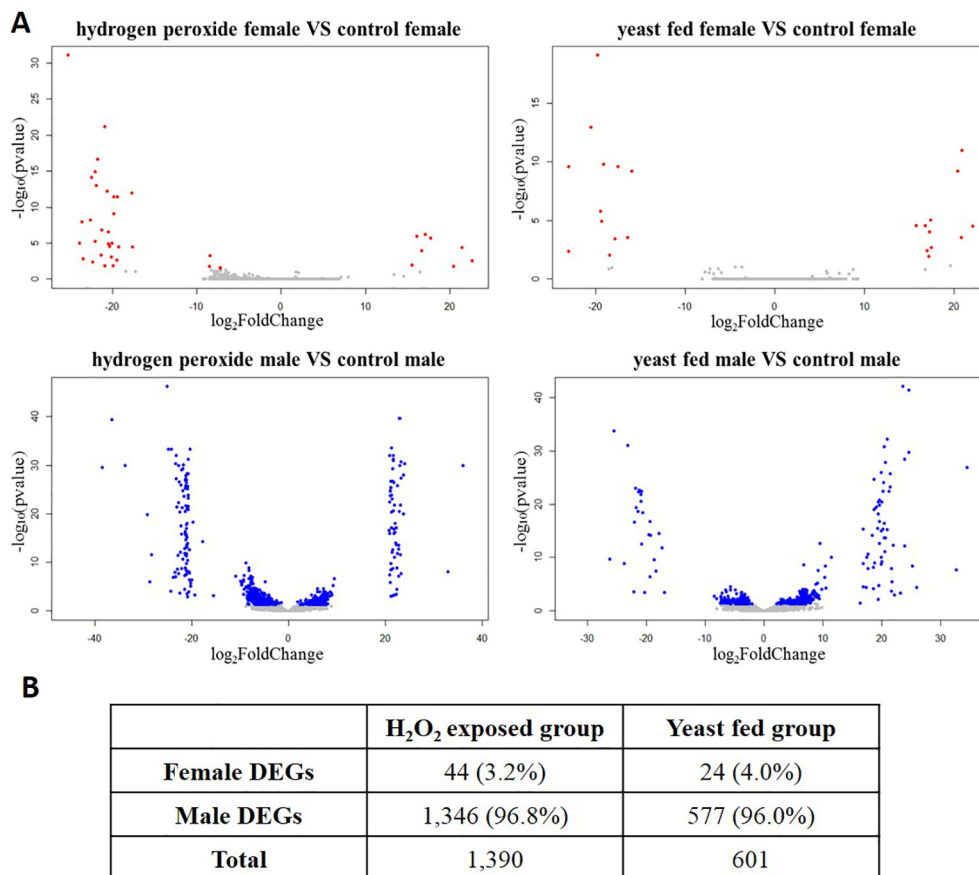 A
hydrogen peroxide female VS control female
-log₁₀(pvalue)
30
25
20
15
10
5
0
-20 -10 0 10 20
log₂FoldChange
yeast fed female VS control female
-log₁₀(pvalue)
15
10
5
0
-20 -10 0 10 20
log₂FoldChange
hydrogen peroxide male VS control male
-log₁₀(pvalue)
40
30
20
10
0
-40 -20 0 20 40
log₂FoldChange
yeast fed male VS control male
-log₁₀(pvalue)
40
30
20
10
0
-30 -20 -10 0 10 20 30
log₂FoldChange
B
H₂O₂ exposed group Yeast fed group
Female DEGs 44 (3.2%) 24 (4.0%)
Male DEGs 1,346 (96.8%) 577 (96.0%)
Total 1,390 601